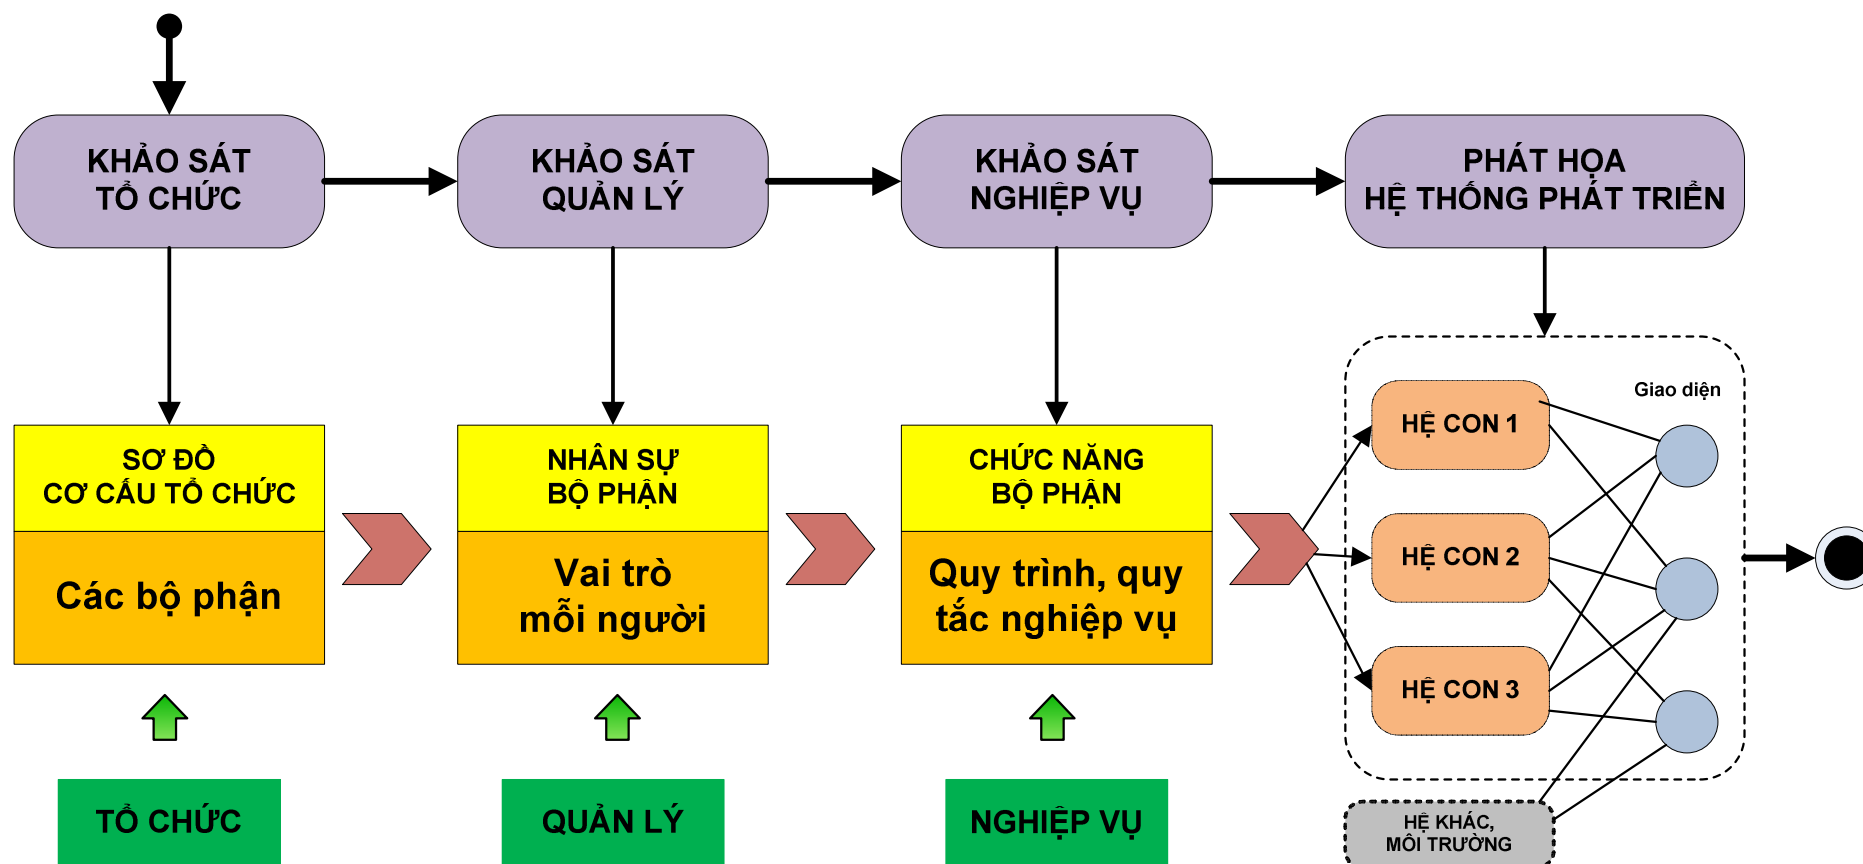 KHẢO SÁT
TỔ CHỨC
KHẢO SÁT
QUẢN LÝ
KHẢO SÁT
NGHIỆP VỤ
PHÁT HỌA
HỆ THỐNG PHÁT TRIỂN
SƠ ĐỒ
CƠ CẤU TỔ CHỨC
Các bộ phận
NHÂN SỰ
BỘ PHẬN
Vai trò
mỗi người
CHỨC NĂNG
BỘ PHẬN
Quy trình, quy
tắc nghiệp vụ
Giao diện
HỆ CON 1
HỆ CON 2
HỆ CON 3
TỔ CHỨC
QUẢN LÝ
NGHIỆP VỤ
HỆ KHÁC,
MÔI TRƯỜNG